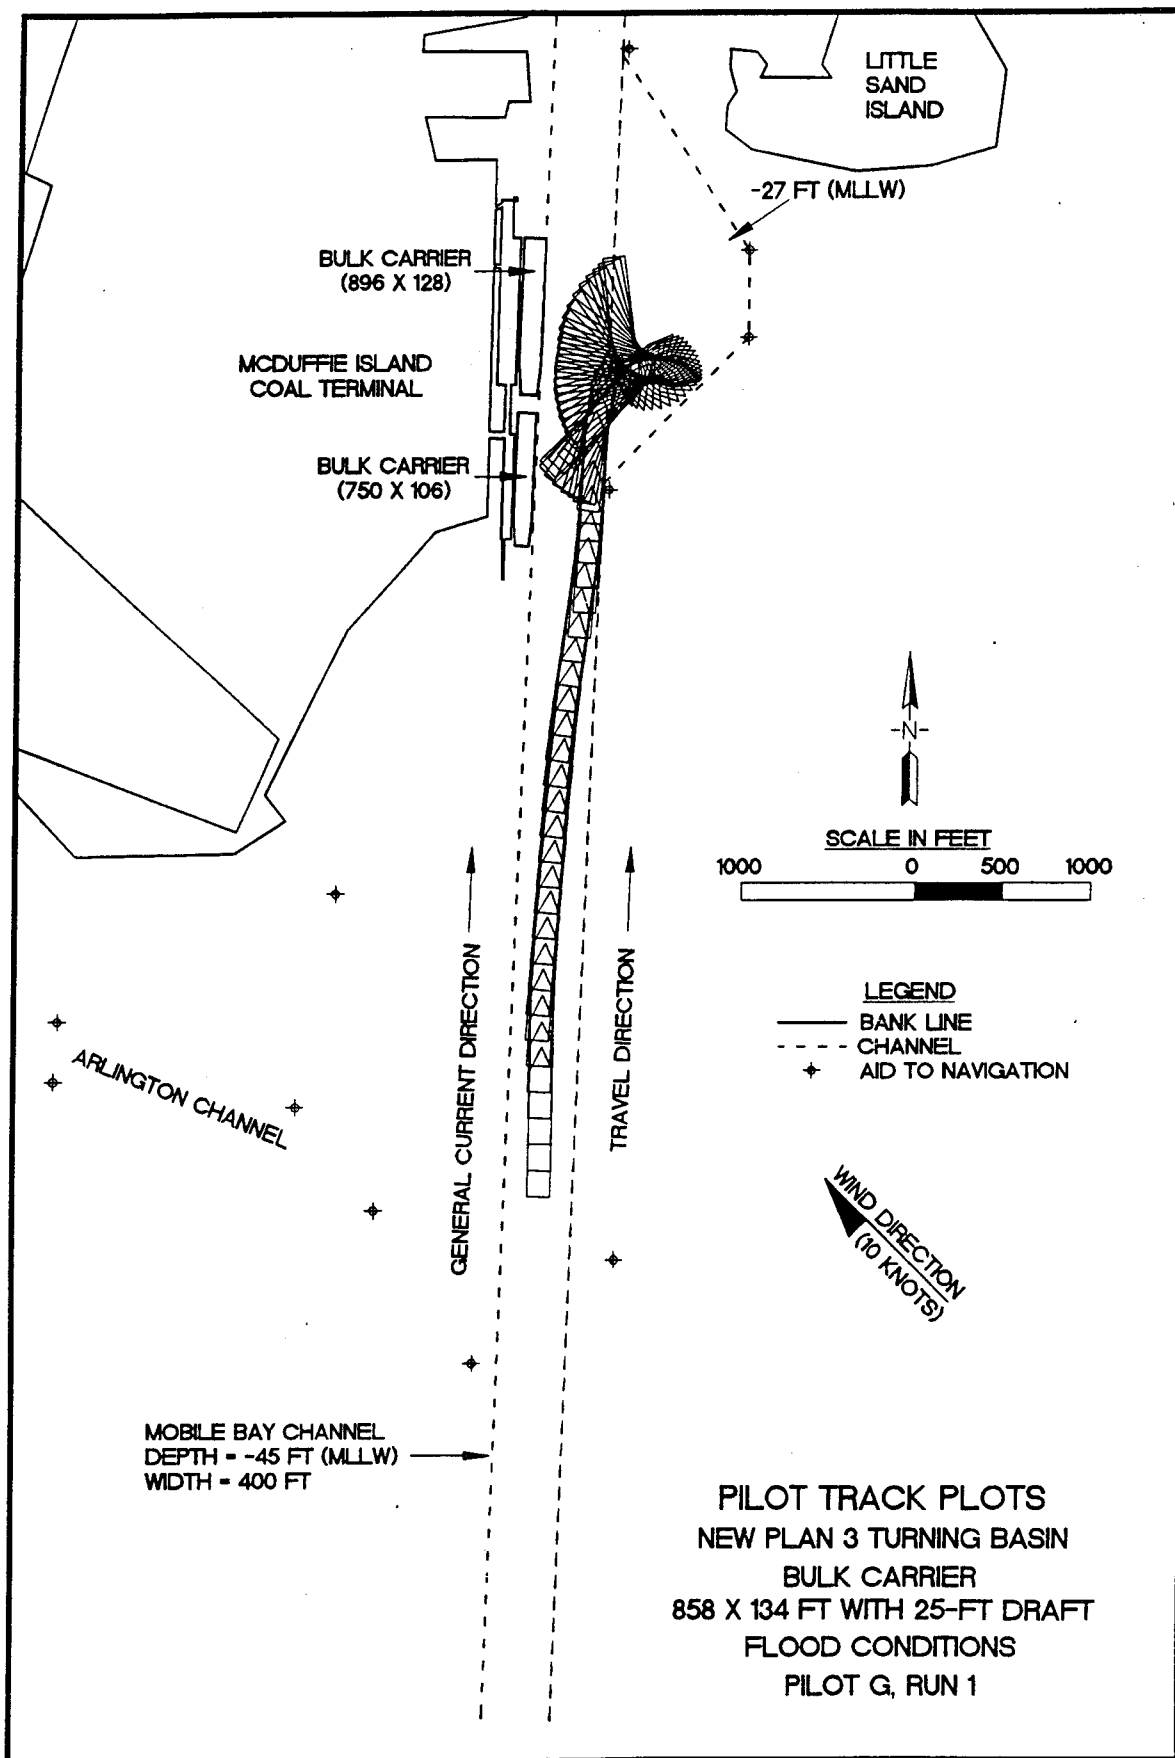 LITTLE
SAND
ISLAND
-27 FT (MLLW)
BULK CARRIER
(896 X 128)
MCDUFFIE ISLAND
COAL TERMINAL
BULK CARRIER
(750 X 106)
-N-
SCALE IN FEET
1000 0 500 1000
GENERAL CURRENT DIRECTION
TRAVEL DIRECTION
LEGEND
BANK LINE
CHANNEL
AID TO NAVIGATION
ARLINGTON CHANNEL
WIND DIRECTION
(10 KNOTS)
MOBILE BAY CHANNEL
DEPTH = -45 FT (MLLW)
WIDTH = 400 FT
PILOT TRACK PLOTS
NEW PLAN 3 TURNING BASIN
BULK CARRIER
858 X 134 FT WITH 25-FT DRAFT
FLOOD CONDITIONS
PILOT G, RUN 1